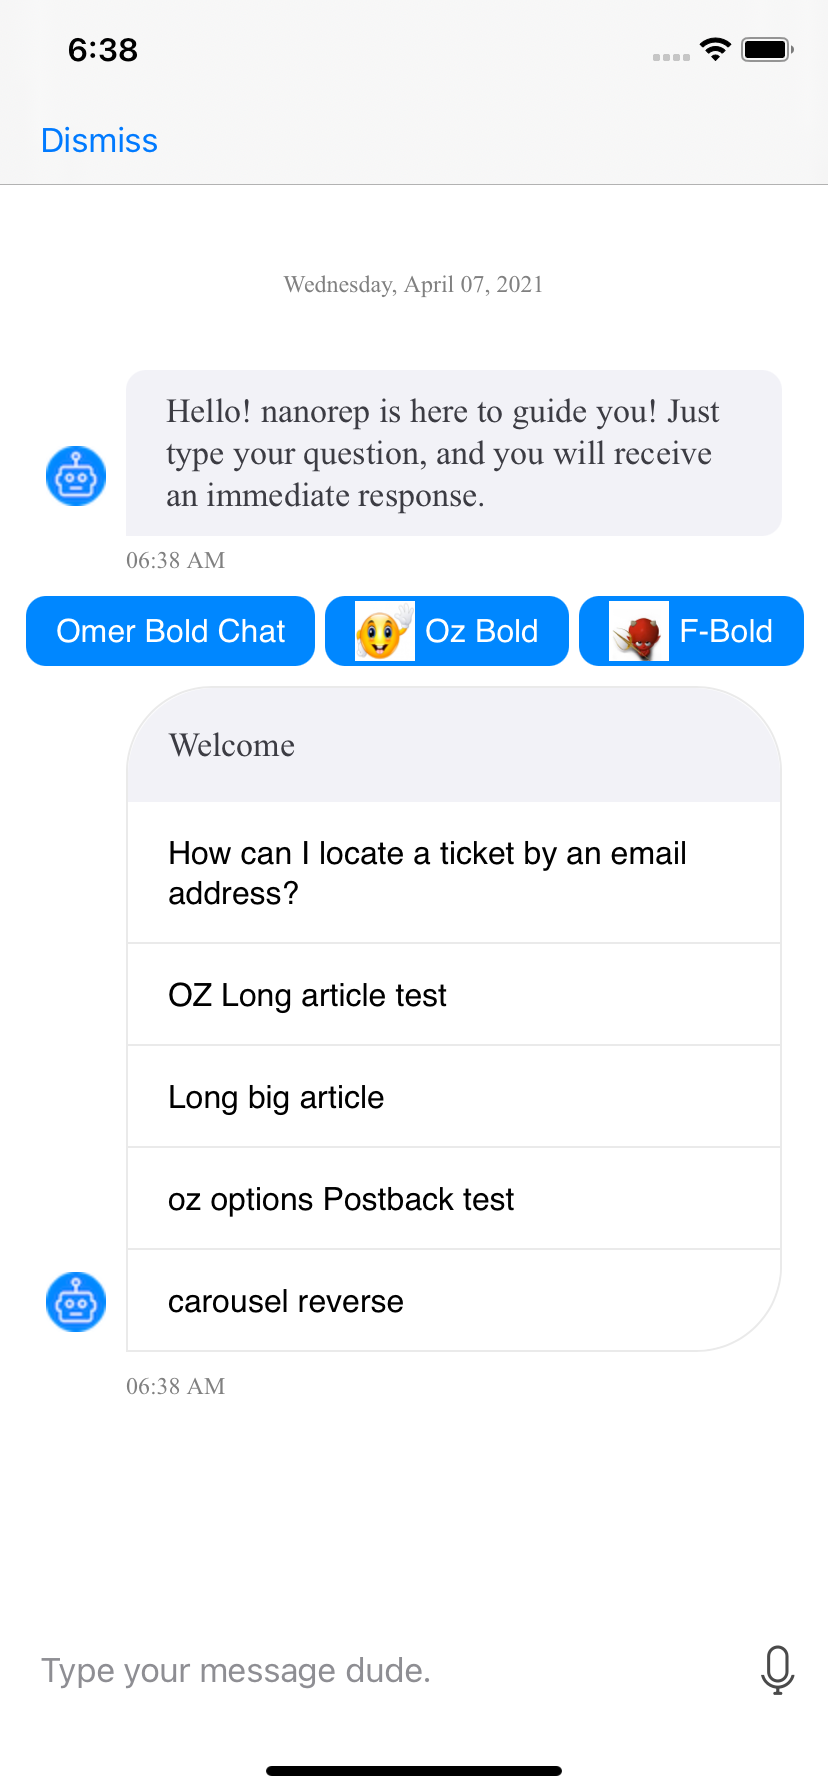 6:38
Dismiss
Wednesday, April 07, 2021
Hello! nanorep is here to guide you! Just
type your question, and you will receive
an immediate response.
06:38 AM
Omer Bold Chat
Oz Bold
F-Bold
Welcome
How can I locate a ticket by an email
address?
OZ Long article test
Long big article
oz options Postback test
carousel reverse
06:38 AM
Type your message dude.